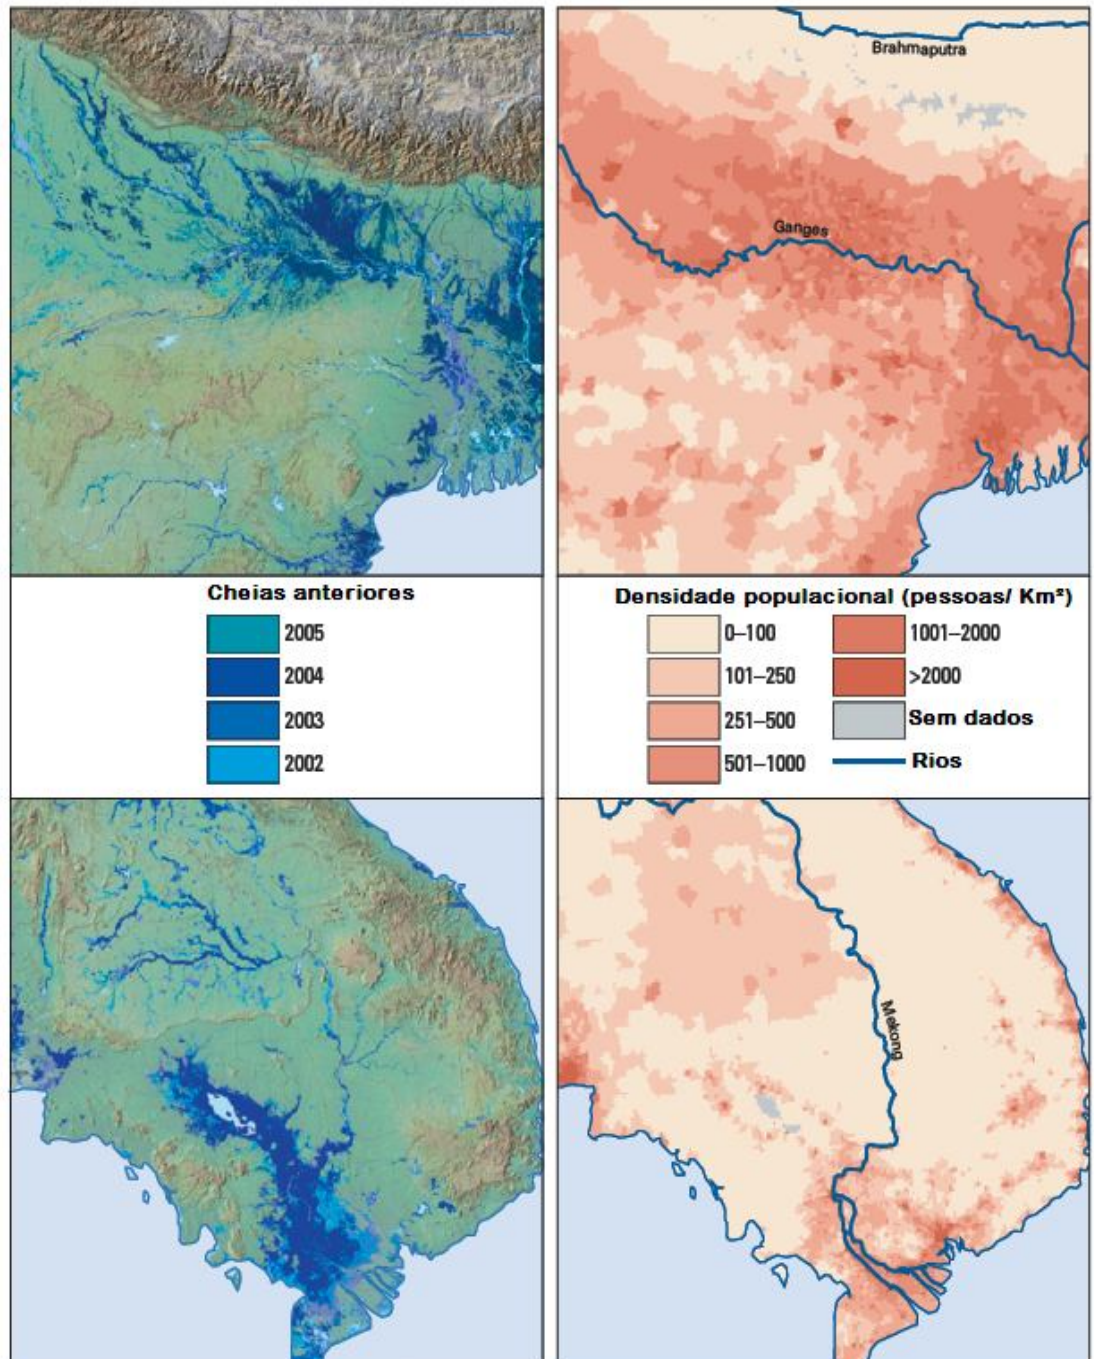 Brahmaputra
Ganges
Cheias anteriores
2005
2004
2003
2002
Densidade populacional (pessoas/ Km²)
0–100
101–250
251–500
501–1000
1001–2000
>2000
Sem dados
Rios
Mekong